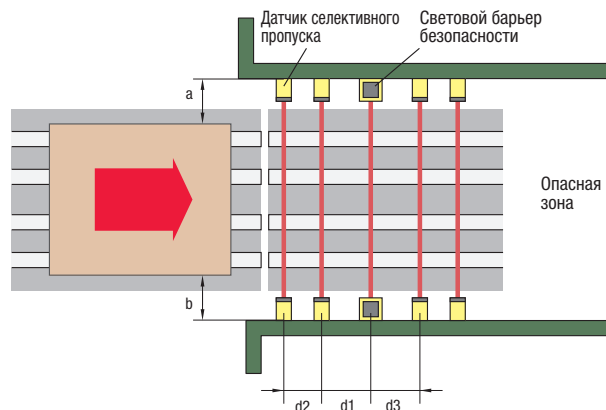 Датчик селективного
пропуска
Световой барьер
безопасности
a
Опасная
зона
b
d2 d1 d3